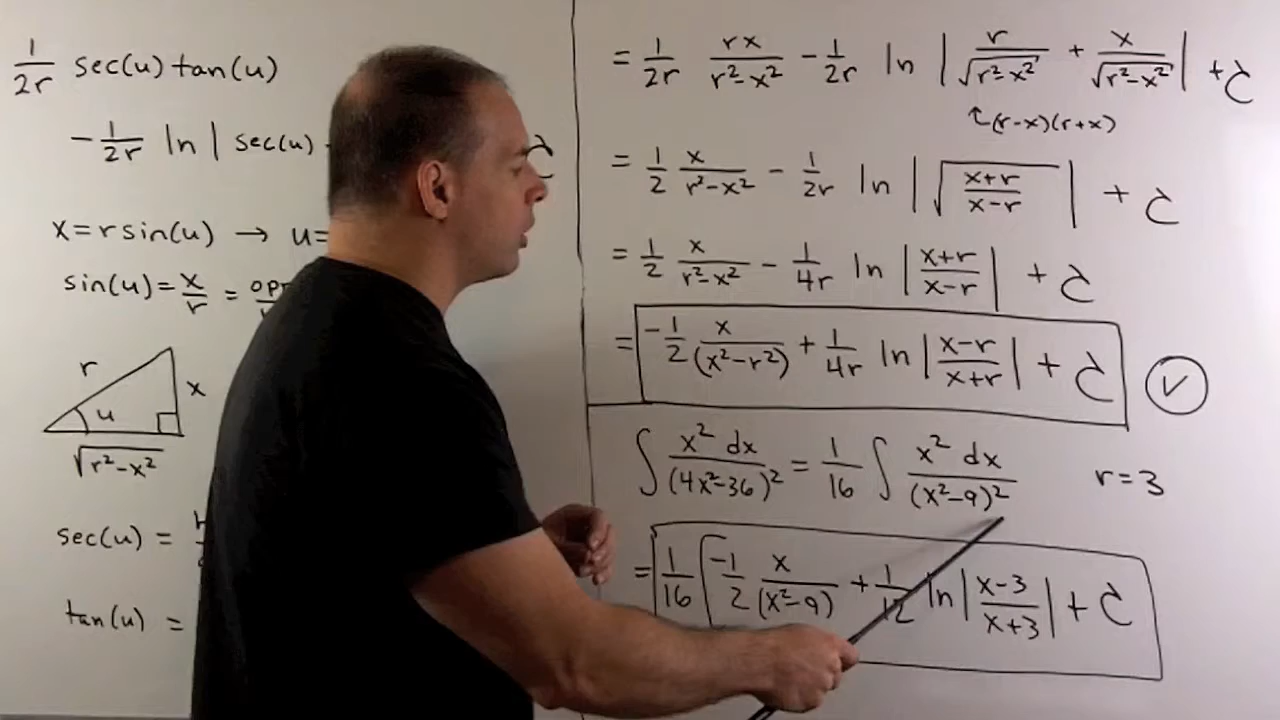 1/2r sec(u) tan(u)
-1/2r ln | sec(u)
x = r sin(u) → u =
sin(u) = x/r = opp
r
u
x
√(r²-x²)
sec(u) =
tan(u) =
= 1/2r rx/(r²-x²) - 1/2r ln | r/√(r²-x²) + x/√(r²-x²) | + C
↑(r-x)(r+x)
= 1/2 x/(r²-x²) - 1/2r ln | √((x+r)/(x-r)) | + C
= 1/2 x/(r²-x²) - 1/4r ln | (x+r)/(x-r) | + C
= -1/2 x/(x²-r²) + 1/4r ln | (x-r)/(x+r) | + C ✓
∫ x² dx/(4x²-36)² = 1/16 ∫ x² dx/(x²-9)² r=3
= 1/16 [ -1/2 x/(x²-9) + 1/12 ln | (x-3)/(x+3) | + C